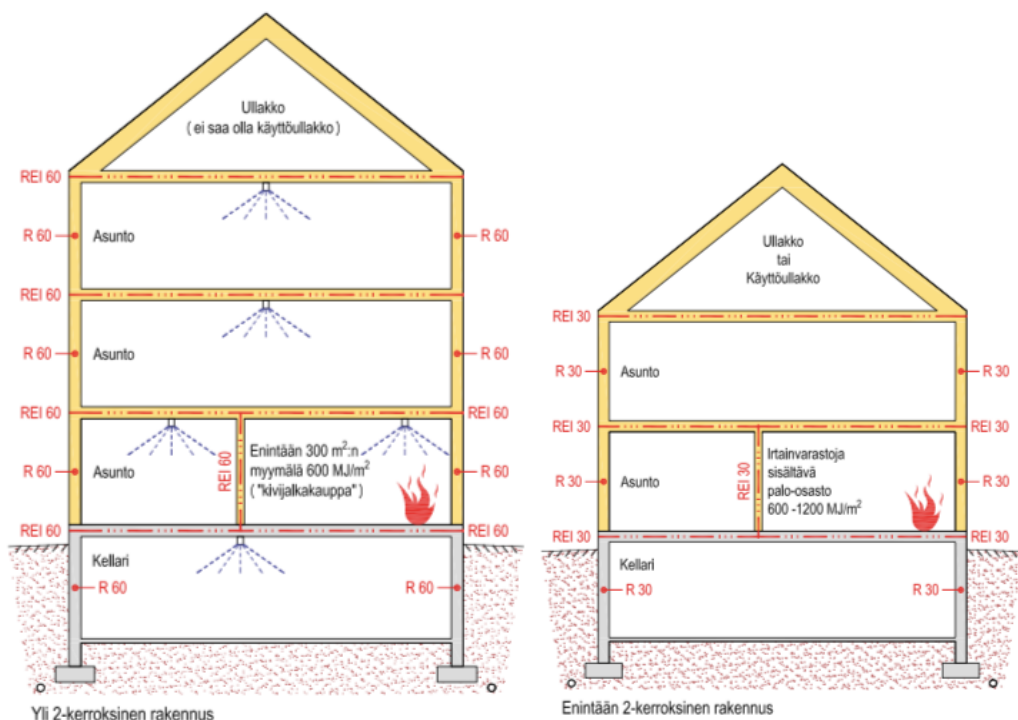 Ullakko
( ei saa olla käyttöullakko )
REI 60
R 60
Asunto
R 60
REI 60
R 60
Asunto
R 60
REI 60
REI 60
R 60
Asunto
REI 60
Enintään 300 m²:n
myymälä 600 MJ/m²
( "kivijalkakauppa" )
R 60
REI 60
REI 60
Kellari
R 60
R 60
Yli 2-kerroksinen rakennus
Ullakko
tai
Käyttöullakko
REI 30
REI 30
R 30
Asunto
R 30
REI 30
REI 30
R 30
Asunto
REI 30
Irtainvarastoja
sisältävä
palo-osasto
600 -1200 MJ/m²
R 30
REI 30
REI 30
Kellari
R 30
R 30
Enintään 2-kerroksinen rakennus